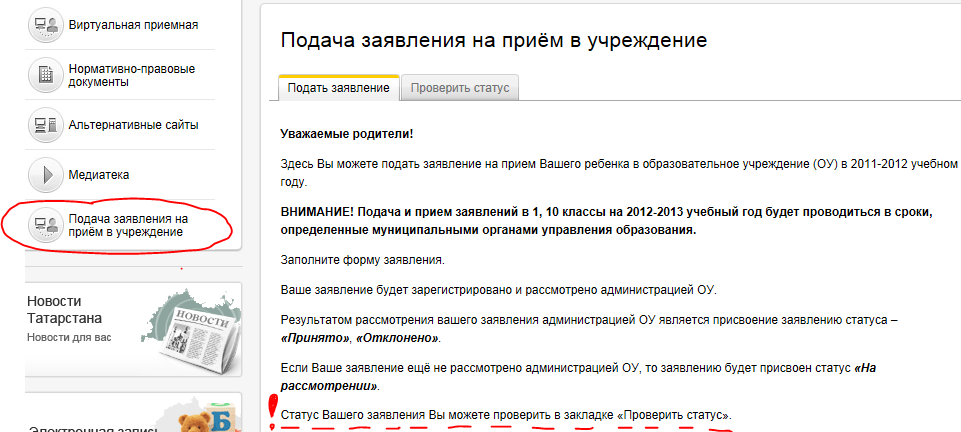 Виртуальная приемная
Нормативно-правовые
документы
Альтернативные сайты
Медиатека
Подача заявления на
приём в учреждение
Новости
Татарстана
Новости для вас
НОВОСТИ
Электронная запись
Подача заявления на приём в учреждение
Подать заявление Проверить статус
Уважаемые родители!
Здесь Вы можете подать заявление на прием Вашего ребенка в образовательное учреждение (ОУ) в 2011-2012 учебном
году.
ВНИМАНИЕ! Подача и прием заявлений в 1, 10 классы на 2012-2013 учебный год будет проводиться в сроки,
определенные муниципальными органами управления образования.
Заполните форму заявления.
Ваше заявление будет зарегистрировано и рассмотрено администрацией ОУ.
Результатом рассмотрения вашего заявления администрацией ОУ является присвоение заявлению статуса –
«Принято», «Отклонено».
Если Ваше заявление ещё не рассмотрено администрацией ОУ, то заявлению будет присвоен статус «На
рассмотрении».
! Статус Вашего заявления Вы можете проверить в закладке «Проверить статус».